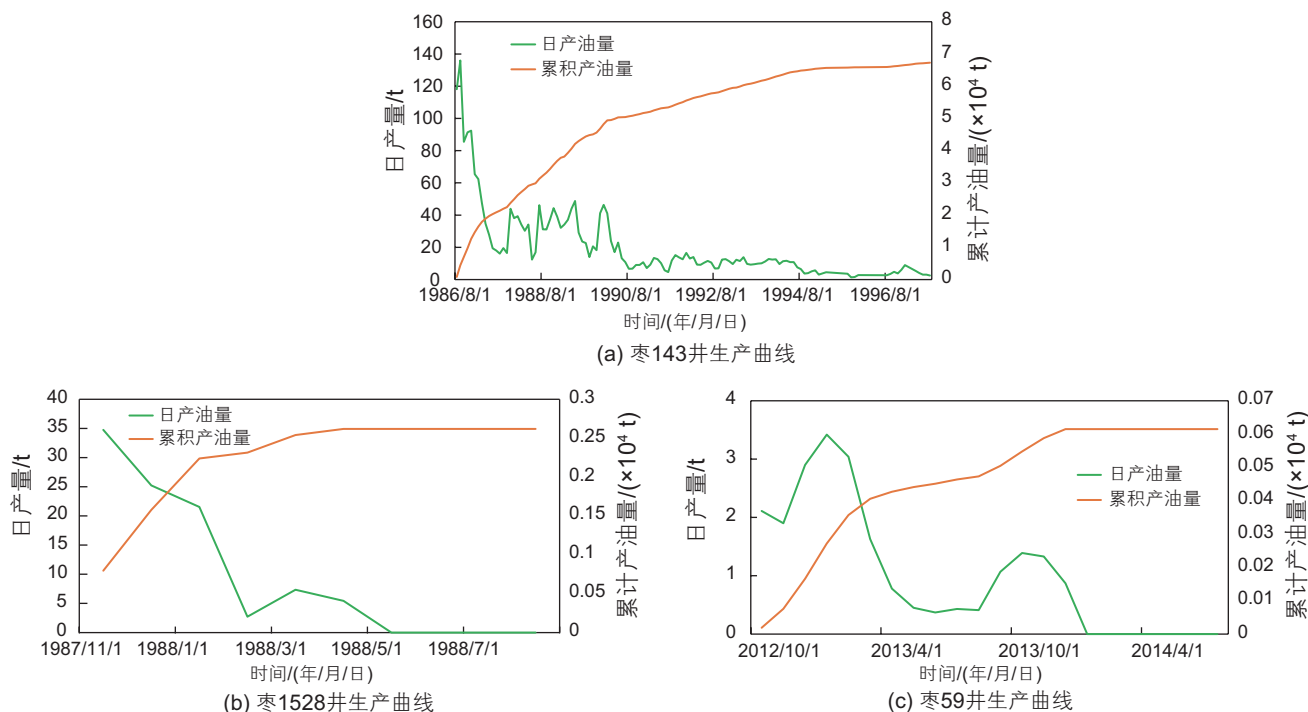 160
140
120
100
80
60
40
20
0
日产量/t
日产油量
累积产油量
8
7
6
5
4
3
2
1
0
累计产油量/(×10⁴ t)
1986/8/1 1988/8/1 1990/8/1 1992/8/1 1994/8/1 1996/8/1
时间/(年/月/日)
(a) 枣143井生产曲线
40
35
30
25
20
15
10
5
0
日产量/t
日产油量
累积产油量
0.3
0.25
0.2
0.15
0.1
0.05
0
累计产油量/(×10⁴ t)
1987/11/1 1988/1/1 1988/3/1 1988/5/1 1988/7/1
时间/(年/月/日)
(b) 枣1528井生产曲线
4
3
2
1
0
日产量/t
日产油量
累积产油量
0.07
0.06
0.05
0.04
0.03
0.02
0.01
0
累计产油量/(×10⁴ t)
2012/10/1 2013/4/1 2013/10/1 2014/4/1
时间/(年/月/日)
(c) 枣59井生产曲线